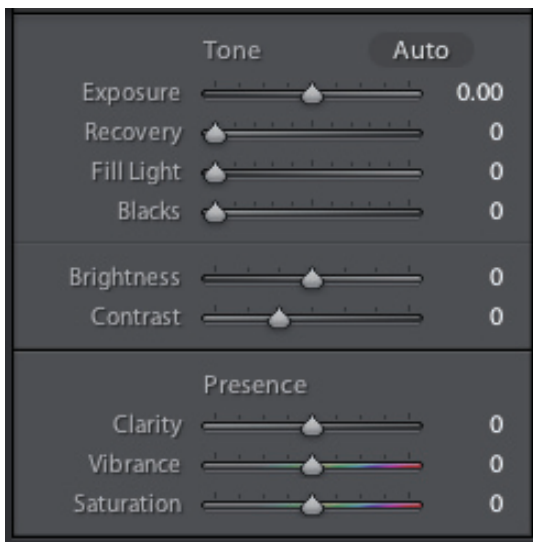 Tone Auto
Exposure 0.00
Recovery 0
Fill Light 0
Blacks 0
Brightness 0
Contrast 0
Presence
Clarity 0
Vibrance 0
Saturation 0